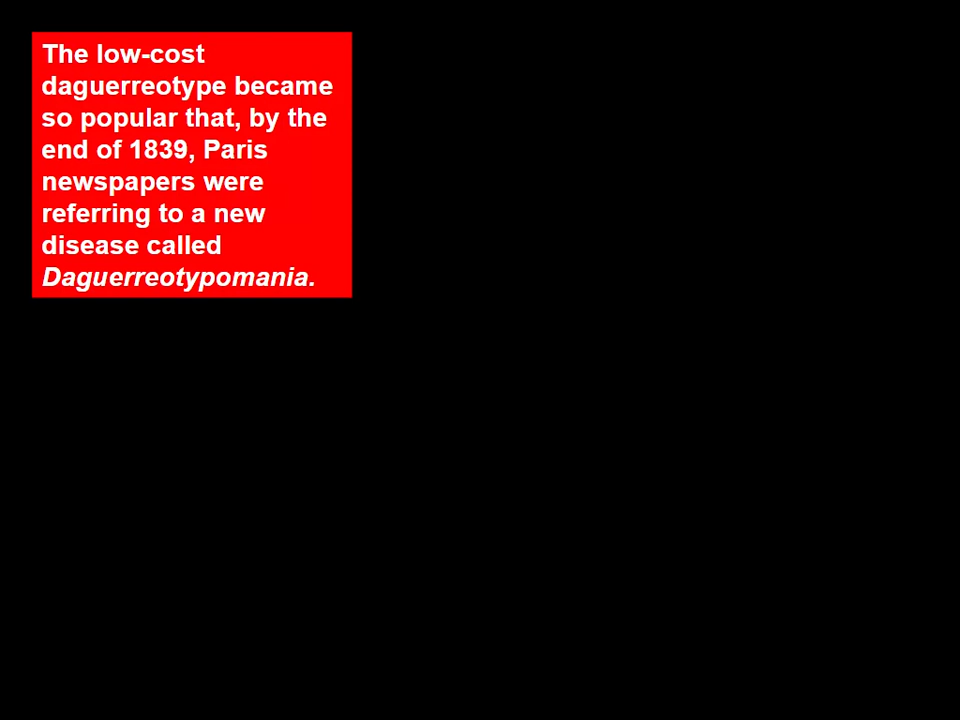 The low-cost
daguerreotype became
so popular that, by the
end of 1839, Paris
newspapers were
referring to a new
disease called
Daguerreotypomania.